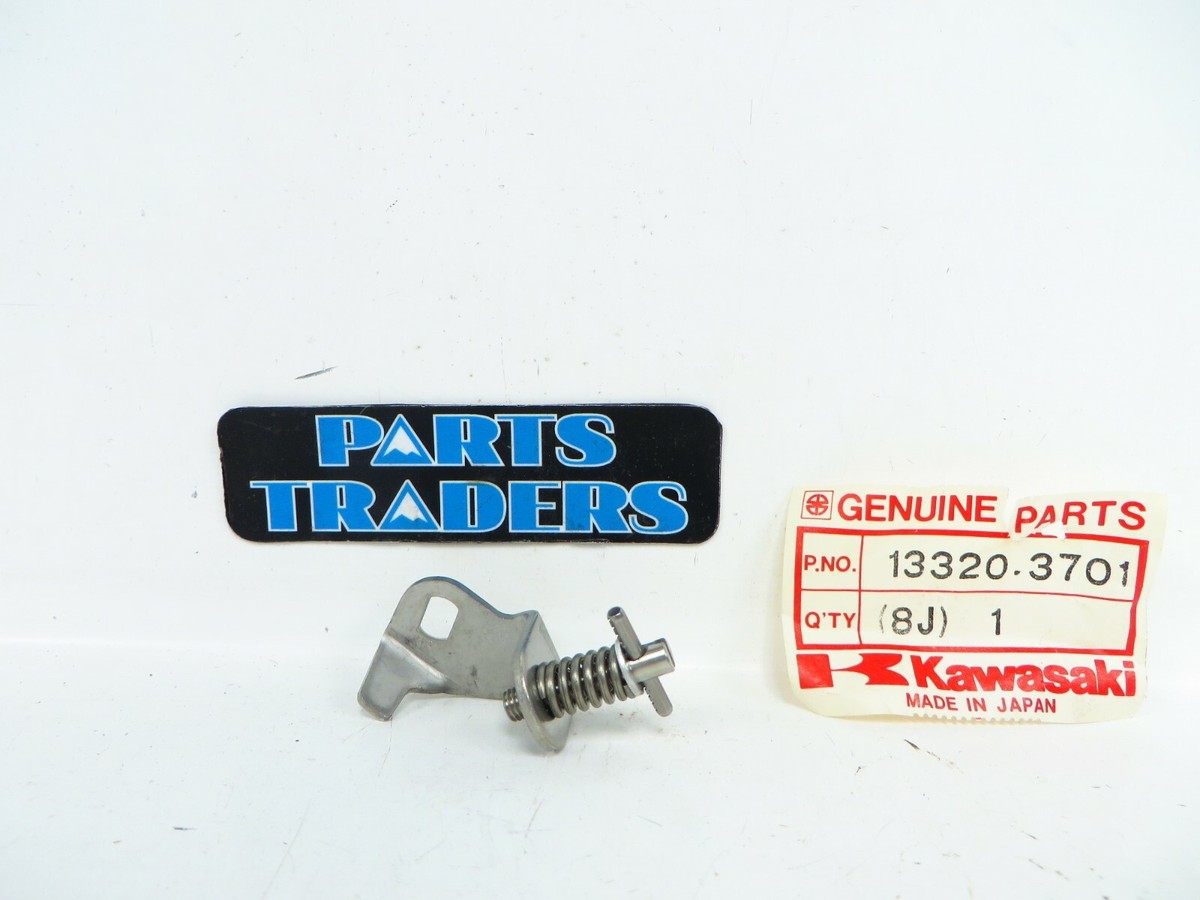 PARTS
TRADERS
GENUINE PARTS
P.NO. 13320-3701
Q'TY (8J) 1
Kawasaki
MADE IN JAPAN